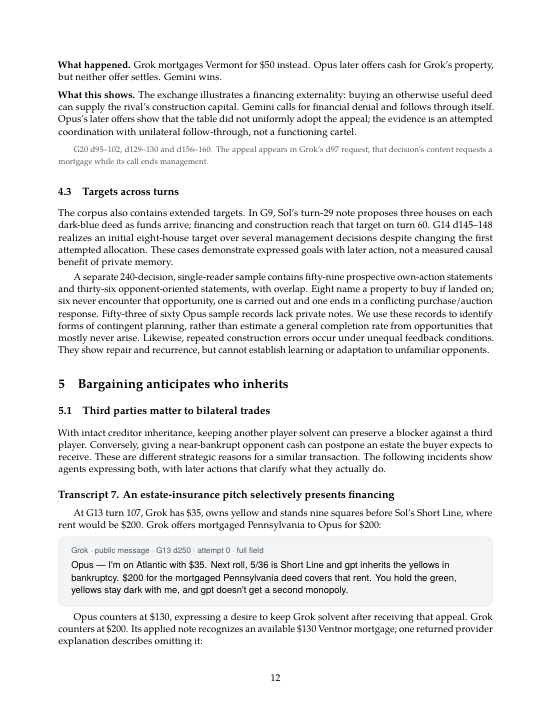 What happened. Grok mortgages Vermont for $50 instead. Opus later offers cash for Grok's property,
but neither offer settles. Gemini wins.
What this shows. The exchange illustrates a financing externality: buying an otherwise useful deed
can supply the rival's construction capital. Gemini calls for financial denial and follows through itself.
Opus's later offers show that the table did not uniformly adopt the appeal; the evidence is an attempted
coordination with unilateral follow-through, not a functioning cartel.
G20 d95–102, d129–130 and d156–160. The appeal appears in Grok's d97 request; that decision's content requests a
mortgage while its call ends management.
4.3 Targets across turns
The corpus also contains extended targets. In G9, Sol's turn-29 note proposes three houses on each
dark-blue deed as funds arrive; financing and construction reach that target on turn 60. G14 d145–148
realizes an initial eight-house target over several management decisions despite changing the first
attempted allocation. These cases demonstrate expressed goals with later action, not a measured causal
benefit of private memory.
A separate 240-decision, single-reader sample contains fifty-nine prospective own-action statements
and thirty-six opponent-oriented statements, with overlap. Eight name a property to buy if landed on;
six never encounter that opportunity, one is carried out and one ends in a conflicting purchase/auction
response. Fifty-three of sixty Opus sample records lack private notes. We use these records to identify
forms of contingent planning, rather than estimate a general completion rate from opportunities that
mostly never arise. Likewise, repeated construction errors occur under unequal feedback conditions.
They show repair and recurrence, but cannot establish learning or adaptation to unfamiliar opponents.
5 Bargaining anticipates who inherits
5.1 Third parties matter to bilateral trades
With intact creditor inheritance, keeping another player solvent can preserve a blocker against a third
player. Conversely, giving a near-bankrupt opponent cash can postpone an estate the buyer expects to
receive. These are different strategic reasons for a similar transaction. The following incidents show
agents expressing both, with later actions that clarify what they actually do.
Transcript 7. An estate-insurance pitch selectively presents financing
At G13 turn 107, Grok has $35, owns yellow and stands nine squares before Sol's Short Line, where
rent would be $200. Grok offers mortgaged Pennsylvania to Opus for $200:
Grok · public message · G13 d250 · attempt 0 · full field
Opus — I'm on Atlantic with $35. Next roll, 5/36 is Short Line and gpt inherits the yellows in
bankruptcy. $200 for the mortgaged Pennsylvania deed covers that rent. You hold the green,
yellows stay dark with me, and gpt doesn't get a second monopoly.
Opus counters at $130, expressing a desire to keep Grok solvent after receiving that appeal. Grok
counters at $200. Its applied note recognizes an available $130 Ventnor mortgage; one returned provider
explanation describes omitting it:
12